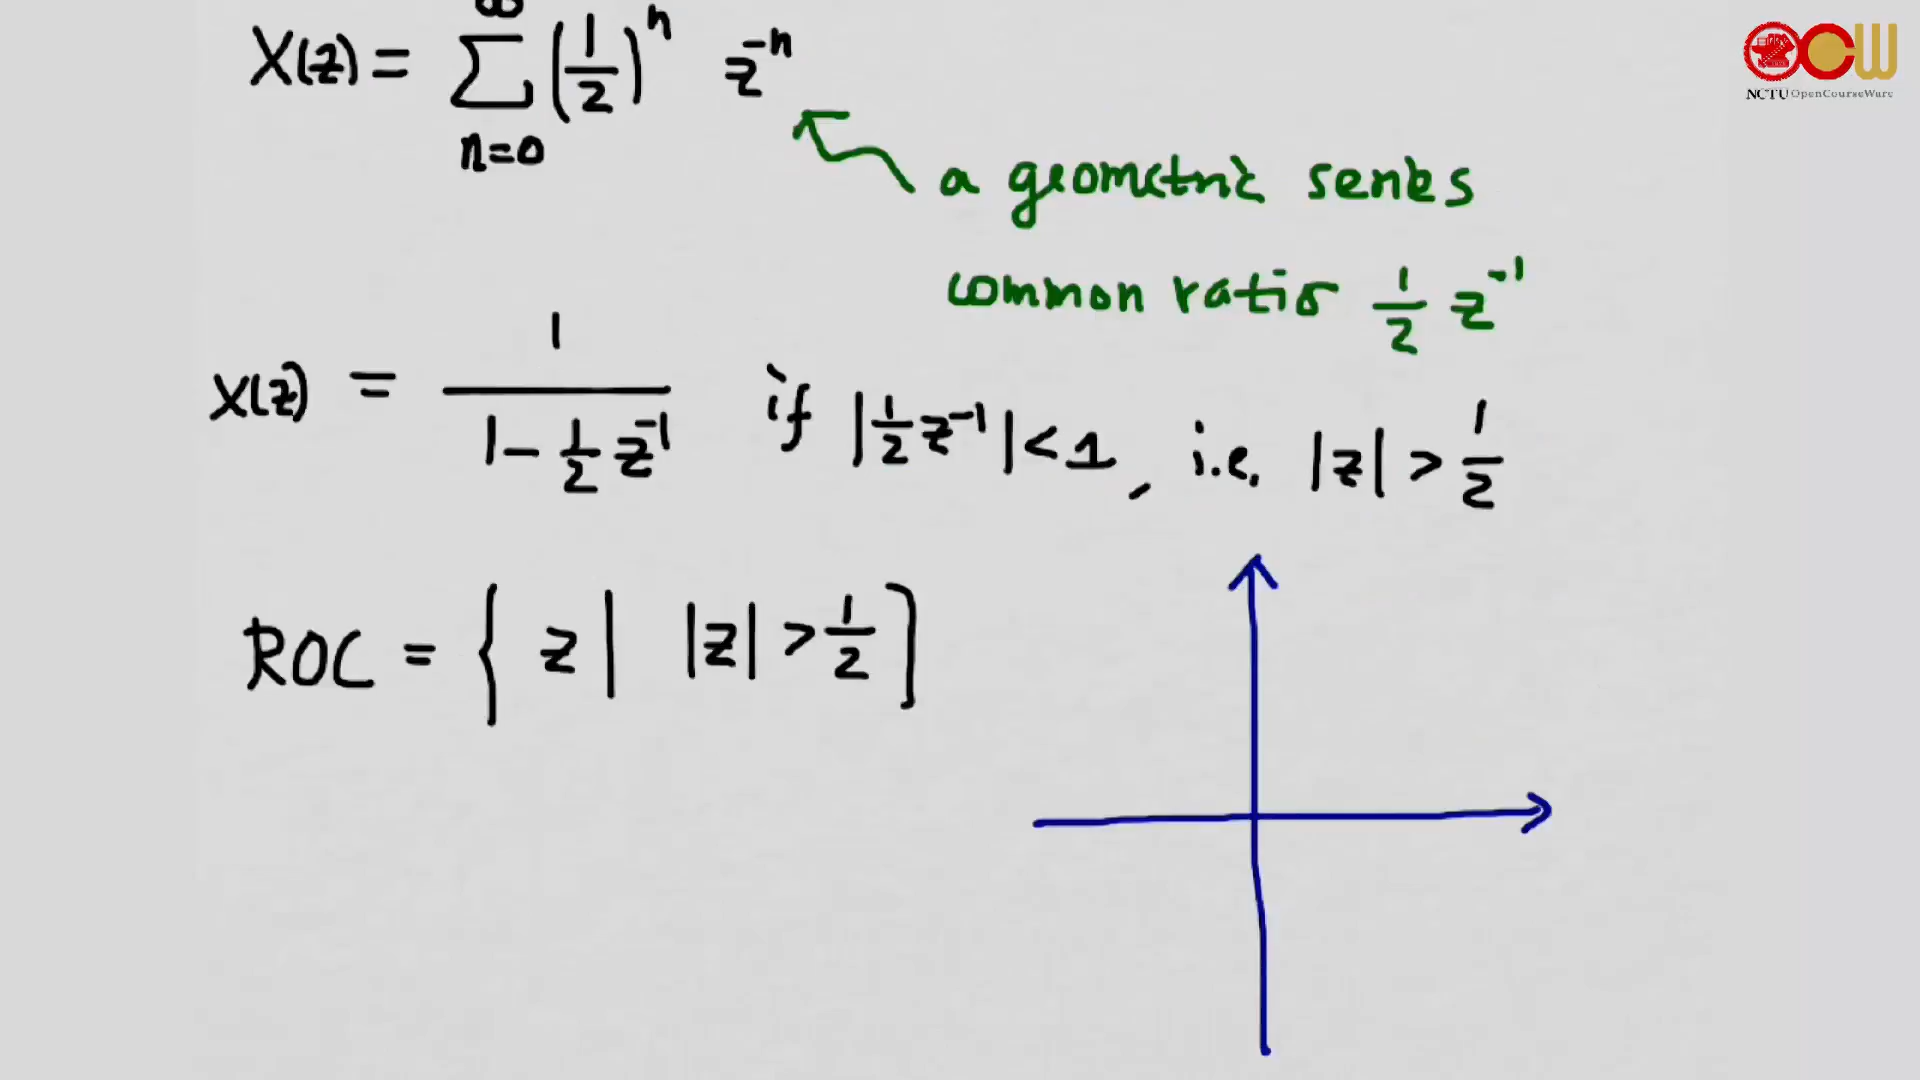 X(z) = ∞ ∑ n=0 (1/2)^n z^-n
OCW
NCTU OpenCourseWare
a geometric series
common ratio 1/2 z^-1
X(z) = 1 / (1 - 1/2 z^-1) if |1/2 z^-1| < 1, i.e. |z| > 1/2
ROC = { z | |z| > 1/2 }